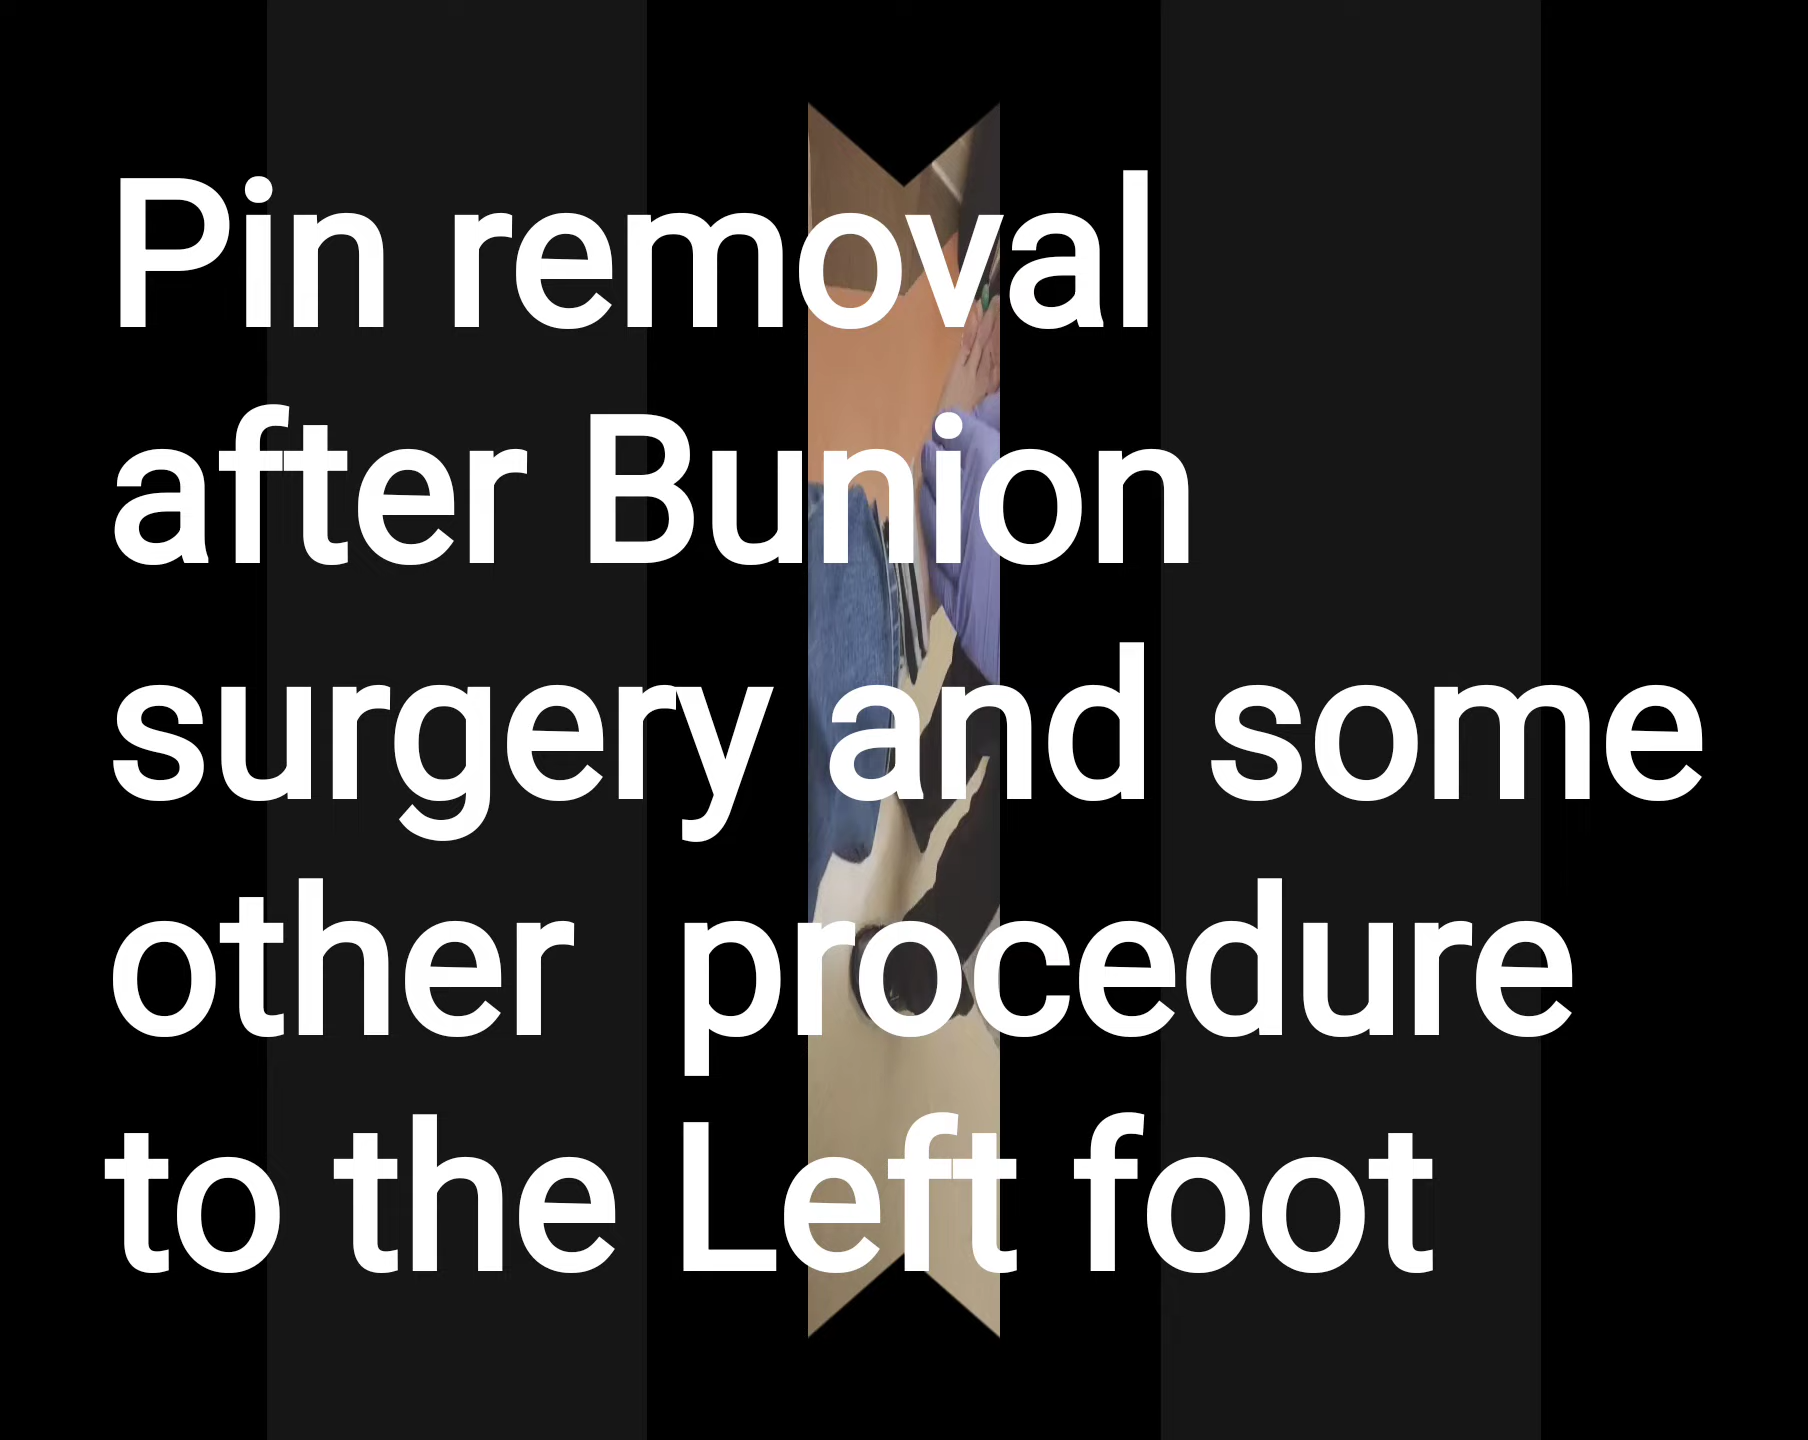 Pin removal
after Bunion
surgery and some
other  procedure
to the Left foot